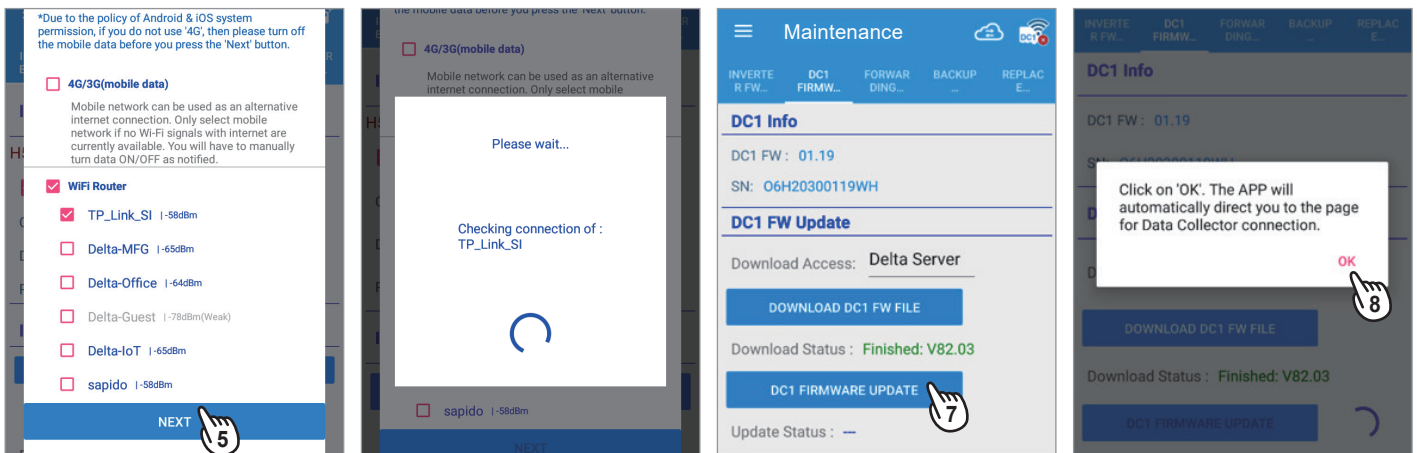 *Due to the policy of Android & iOS system
permission, if you do not use '4G', then please turn off
the mobile data before you press the 'Next' button.
4G/3G(mobile data)
Mobile network can be used as an alternative
internet connection. Only select mobile
network if no Wi-Fi signals with internet are
currently available. You will have to manually
turn data ON/OFF as notified.
WiFi Router
TP_Link_SI |-58dBm
Delta-MFG |-65dBm
Delta-Office |-64dBm
Delta-Guest |-78dBm(Weak)
Delta-IoT |-65dBm
sapido |-58dBm
NEXT
5
the mobile data before you press the 'Next' button.
4G/3G(mobile data)
Mobile network can be used as an alternative
internet connection. Only select mobile
Please wait...
Checking connection of :
TP_Link_SI
sapido |-58dBm
NEXT
Maintenance
DC1
INVERTE
R FW...
DC1
FIRMW...
FORWAR
DING...
BACKUP
...
REPLAC
E...
DC1 Info
DC1 FW : 01.19
SN: O6H20300119WH
DC1 FW Update
Download Access: Delta Server
DOWNLOAD DC1 FW FILE
Download Status : Finished: V82.03
DC1 FIRMWARE UPDATE
7
Update Status : ---
INVERTE
R FW...
DC1
FIRMW...
FORWAR
DING...
BACKUP
...
REPLAC
E...
DC1 Info
DC1 FW : 01.19
Click on 'OK'. The APP will
automatically direct you to the page
for Data Collector connection.
OK
8
DOWNLOAD DC1 FW FILE
Download Status : Finished: V82.03
DC1 FIRMWARE UPDATE